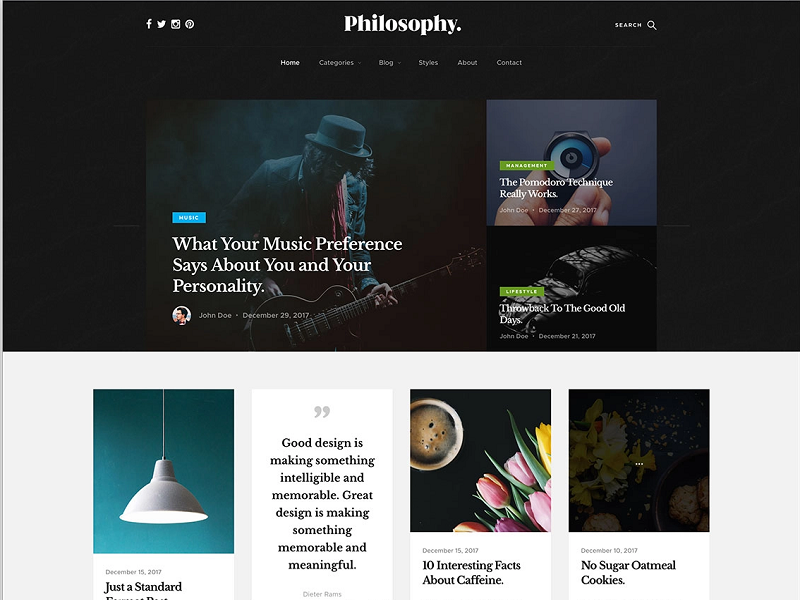 Philosophy.
SEARCH
Home Categories Blog Styles About Contact
MUSIC
What Your Music Preference
Says About You and Your
Personality.
John Doe • December 29, 2017
MANAGEMENT
The Pomodoro Technique
Really Works.
John Doe • December 27, 2017
LIFESTYLE
Throwback To The Good Old
Days.
John Doe • December 21, 2017
December 15, 2017
Just a Standard
Format Post.
”
Good design is
making something
intelligible and
memorable. Great
design is making
something
memorable and
meaningful.
Dieter Rams
December 15, 2017
10 Interesting Facts
About Caffeine.
December 10, 2017
No Sugar Oatmeal
Cookies.